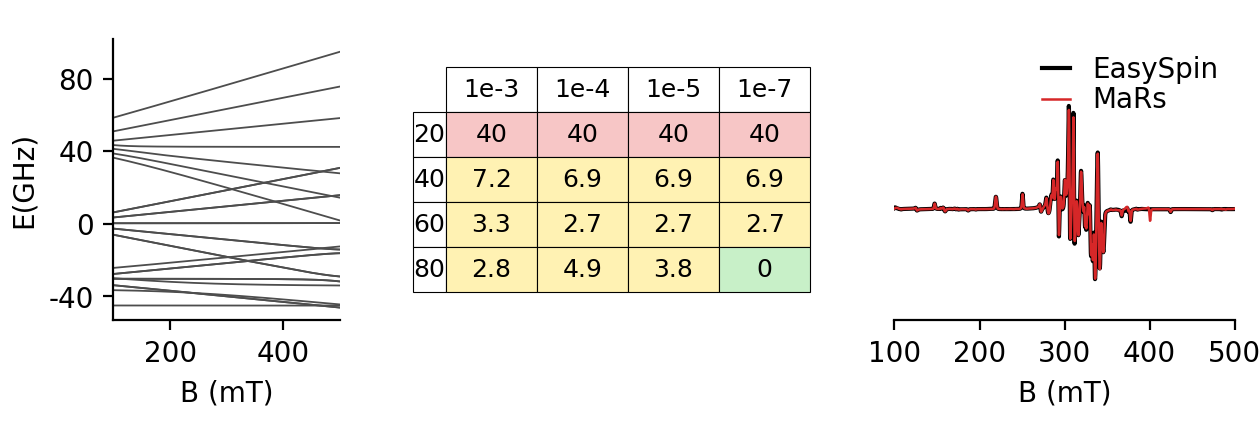 80
40
0
-40
E(GHz)
200 400
B (mT)
1e-3 1e-4 1e-5 1e-7
20 40 40 40 40
40 7.2 6.9 6.9 6.9
60 3.3 2.7 2.7 2.7
80 2.8 4.9 3.8 0
EasySpin
MaRs
100 200 300 400 500
B (mT)